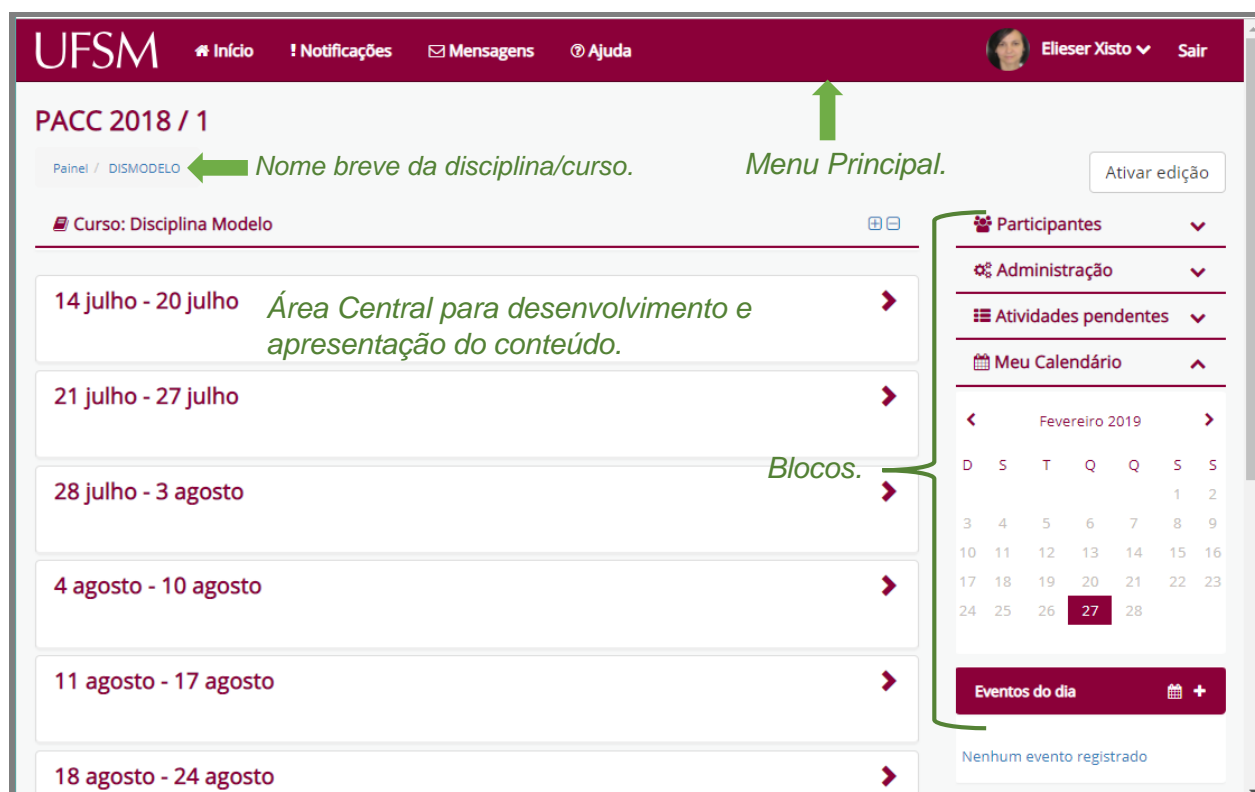 UFSM Início ! Notificações Mensagens Ajuda Elieser Xisto Sair
PACC 2018 / 1
Painel / DISMODELO
Nome breve da disciplina/curso.
Menu Principal.
Ativar edição
Curso: Disciplina Modelo
14 julho - 20 julho
Área Central para desenvolvimento e
apresentação do conteúdo.
21 julho - 27 julho
28 julho - 3 agosto
4 agosto - 10 agosto
11 agosto - 17 agosto
18 agosto - 24 agosto
Blocos.
Participantes
Administração
Atividades pendentes
Meu Calendário
Fevereiro 2019
D S T Q Q S S
1 2
3 4 5 6 7 8 9
10 11 12 13 14 15 16
17 18 19 20 21 22 23
24 25 26 27 28
Eventos do dia
Nenhum evento registrado